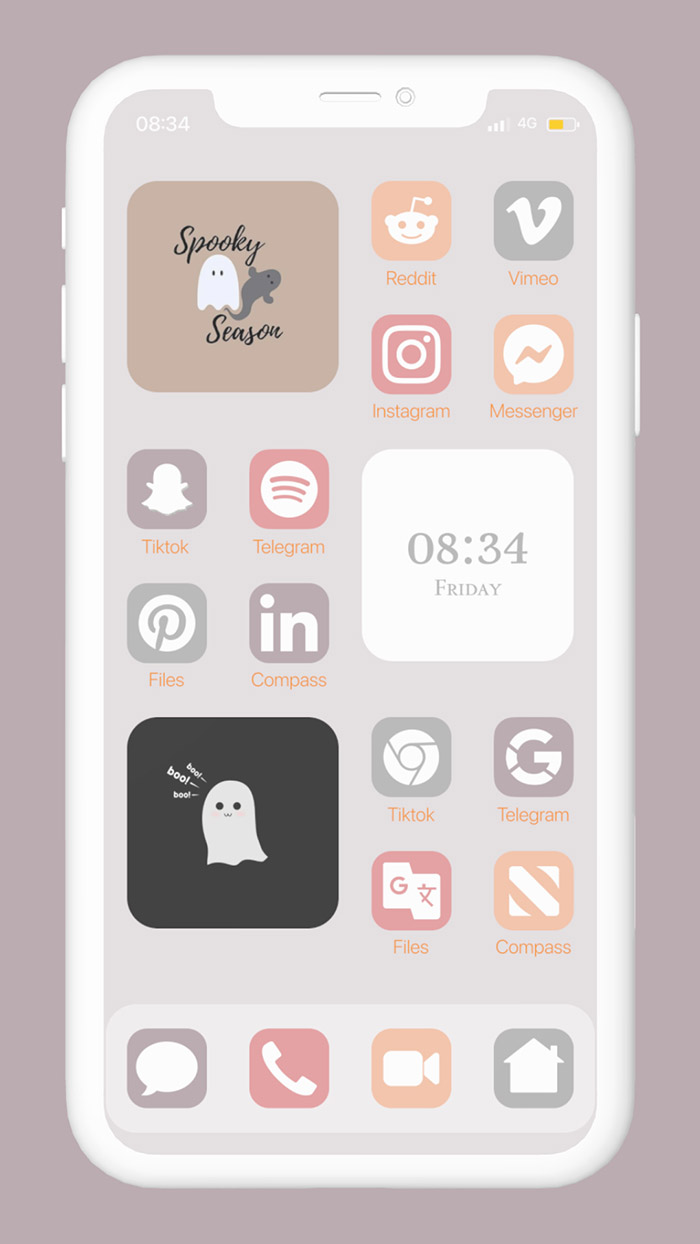 08:34
4G
Spooky
Season
Reddit
Vimeo
Instagram
Messenger
Tiktok
Telegram
08:34
Friday
in
Files
Compass
boo!
boo!
boo!
Tiktok
Telegram
G
G 文
Files
Compass